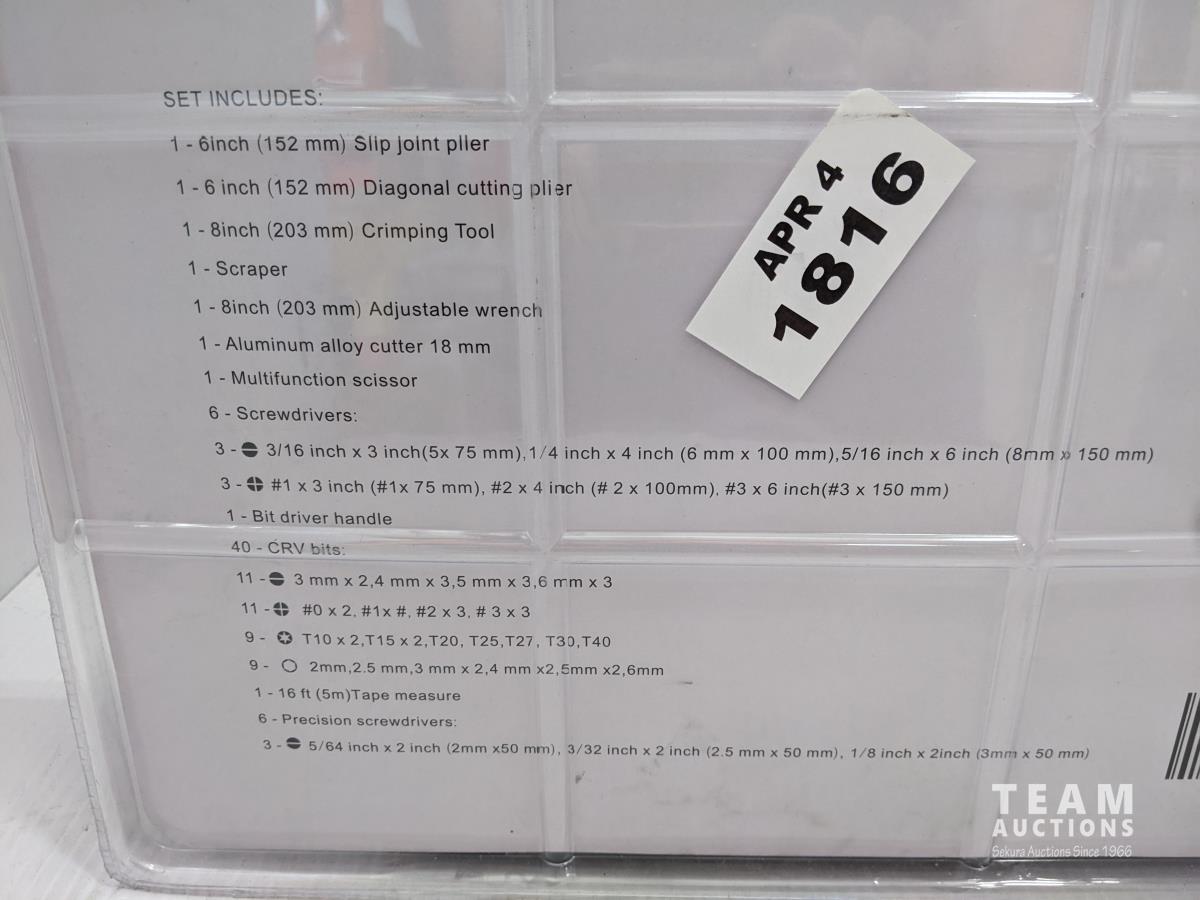 SET INCLUDES:
1 - 6inch (152 mm) Slip joint plier
1 - 6 inch (152 mm) Diagonal cutting plier
1 - 8inch (203 mm) Crimping Tool
1 - Scraper
1 - 8inch (203 mm) Adjustable wrench
1 - Aluminum alloy cutter 18 mm
1 - Multifunction scissor
6 - Screwdrivers:
3 - 3/16 inch x 3 inch(5x 75 mm),1/4 inch x 4 inch (6 mm x 100 mm),5/16 inch x 6 inch (8mm x 150 mm)
3 - #1 x 3 inch (#1x 75 mm), #2 x 4 inch (# 2 x 100mm), #3 x 6 inch(#3 x 150 mm)
1 - Bit driver handle
40 - CRV bits:
11 - 3 mm x 2,4 mm x 3,5 mm x 3,6 mm x 3
11 - #0 x 2, #1x #, #2 x 3, # 3 x 3
9 - T10 x 2,T15 x 2,T20, T25,T27, T30,T40
9 - 2mm,2.5 mm,3 mm x 2,4 mm x2,5mm x2,6mm
1 - 16 ft (5m)Tape measure
6 - Precision screwdrivers:
3 - 5/64 inch x 2 inch (2mm x50 mm), 3/32 inch x 2 inch (2.5 mm x 50 mm), 1/8 inch x 2inch (3mm x 50 mm)
APR 4
1816
TEAM
AUCTIONS
Sekura Auctions Since 1966